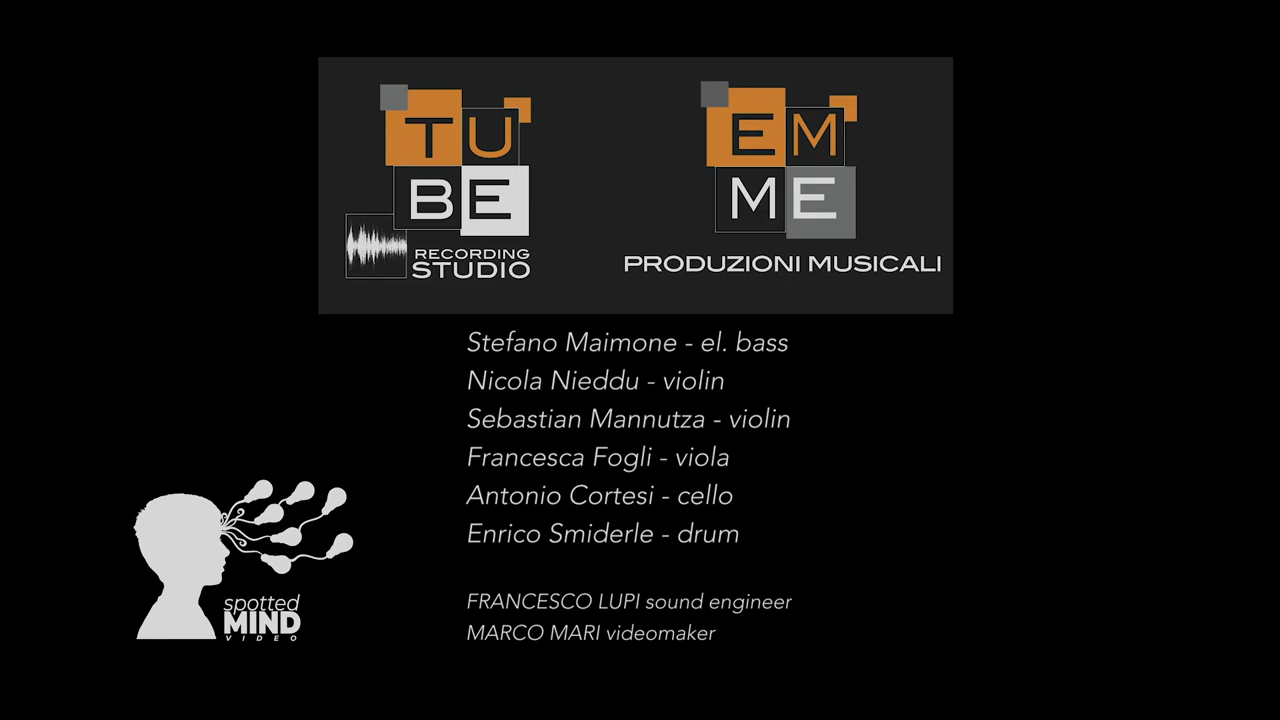 TU
BE
RECORDING
STUDIO
EM
ME
PRODUZIONI MUSICALI
Stefano Maimone - el. bass
Nicola Nieddu - violin
Sebastian Mannutza - violin
Francesca Fogli - viola
Antonio Cortesi - cello
Enrico Smiderle - drum
FRANCESCO LUPI sound engineer
MARCO MARI videomaker
spotted
MIND
VIDEO